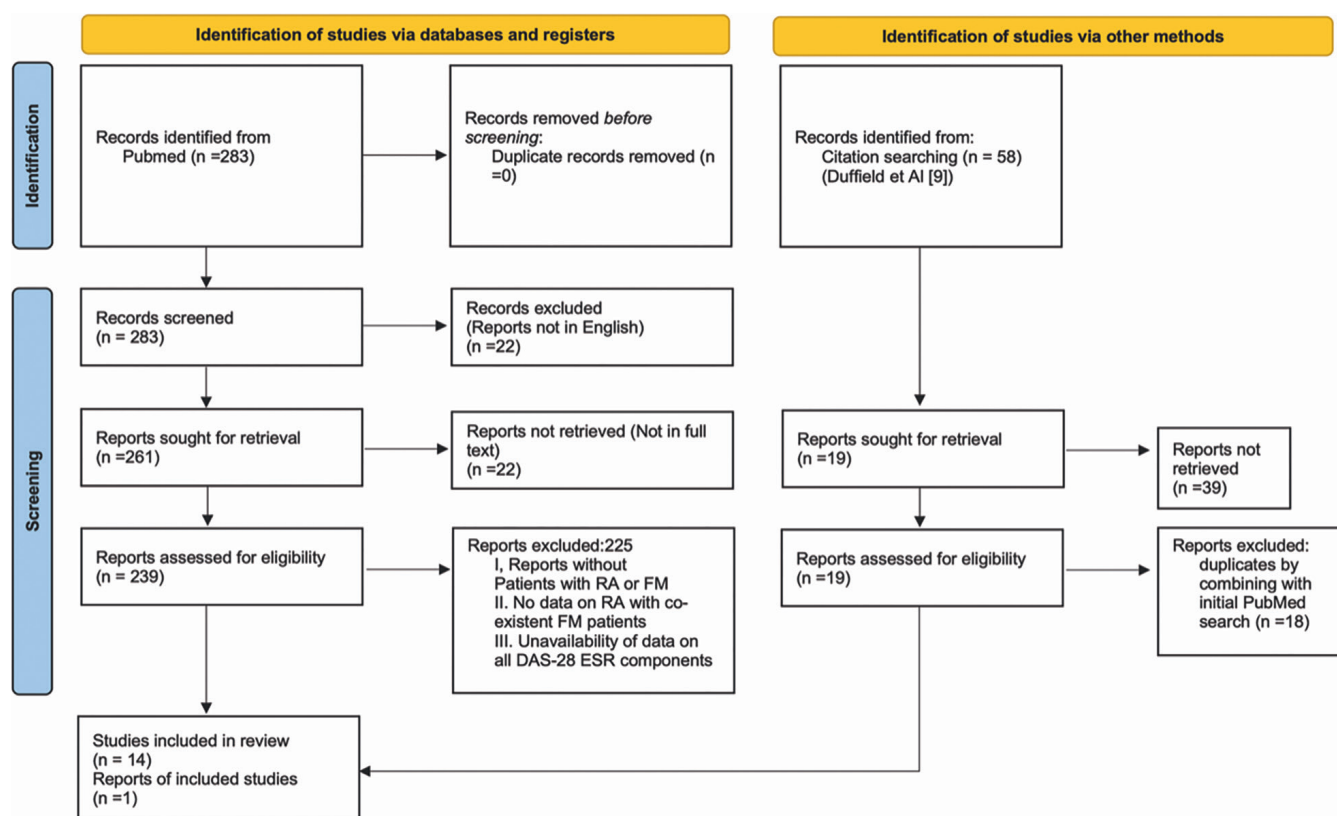 Identification of studies via databases and registers
Identification of studies via other methods
Identification
Records identified from
Pubmed (n =283)
Records removed before
screening:
Duplicate records removed (n
=0)
Records identified from:
Citation searching (n = 58)
(Duffield et Al [9])
Screening
Records screened
(n = 283)
Records excluded
(Reports not in English)
(n =22)
Reports sought for retrieval
(n =261)
Reports not retrieved (Not in full
text)
(n =22)
Reports sought for retrieval
(n =19)
Reports not
retrieved
(n =39)
Reports assessed for eligibility
(n = 239)
Reports excluded:225
I, Reports without
Patients with RA or FM
II. No data on RA with co-
existent FM patients
III. Unavailability of data on
all DAS-28 ESR components
Reports assessed for eligibility
(n =19)
Reports excluded:
duplicates by
combining with
initial PubMed
search (n =18)
Studies included in review
(n = 14)
Reports of included studies
(n =1)